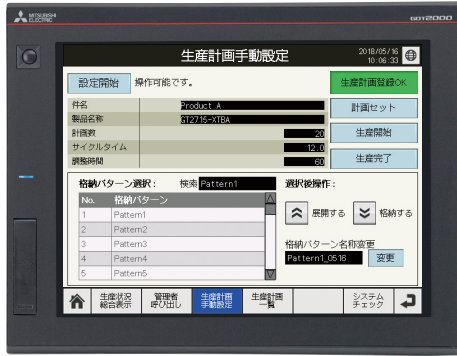 MITSUBISHI
ELECTRIC
GOT2000
生産計画手動設定
2018/05/16
10:06:33
設定開始 操作可能です。
生産計画登録OK
件名 Product A
計画セット
製品名称 GT2715-XTBA
計画数 20
生産開始
サイクルタイム 12.0
調整時間 60
生産完了
格納パターン選択： 検索 Pattern1 選択後操作：
No. 格納パターン
1 Pattern1
2 Pattern2
3 Pattern3
4 Pattern4
5 Pattern5
展開する 格納する
格納パターン名称変更
Pattern1_0516 変更
生産状況
総合表示
管理者
呼び出し
生産計画
手動設定
生産計画
一覧
システム
チェック